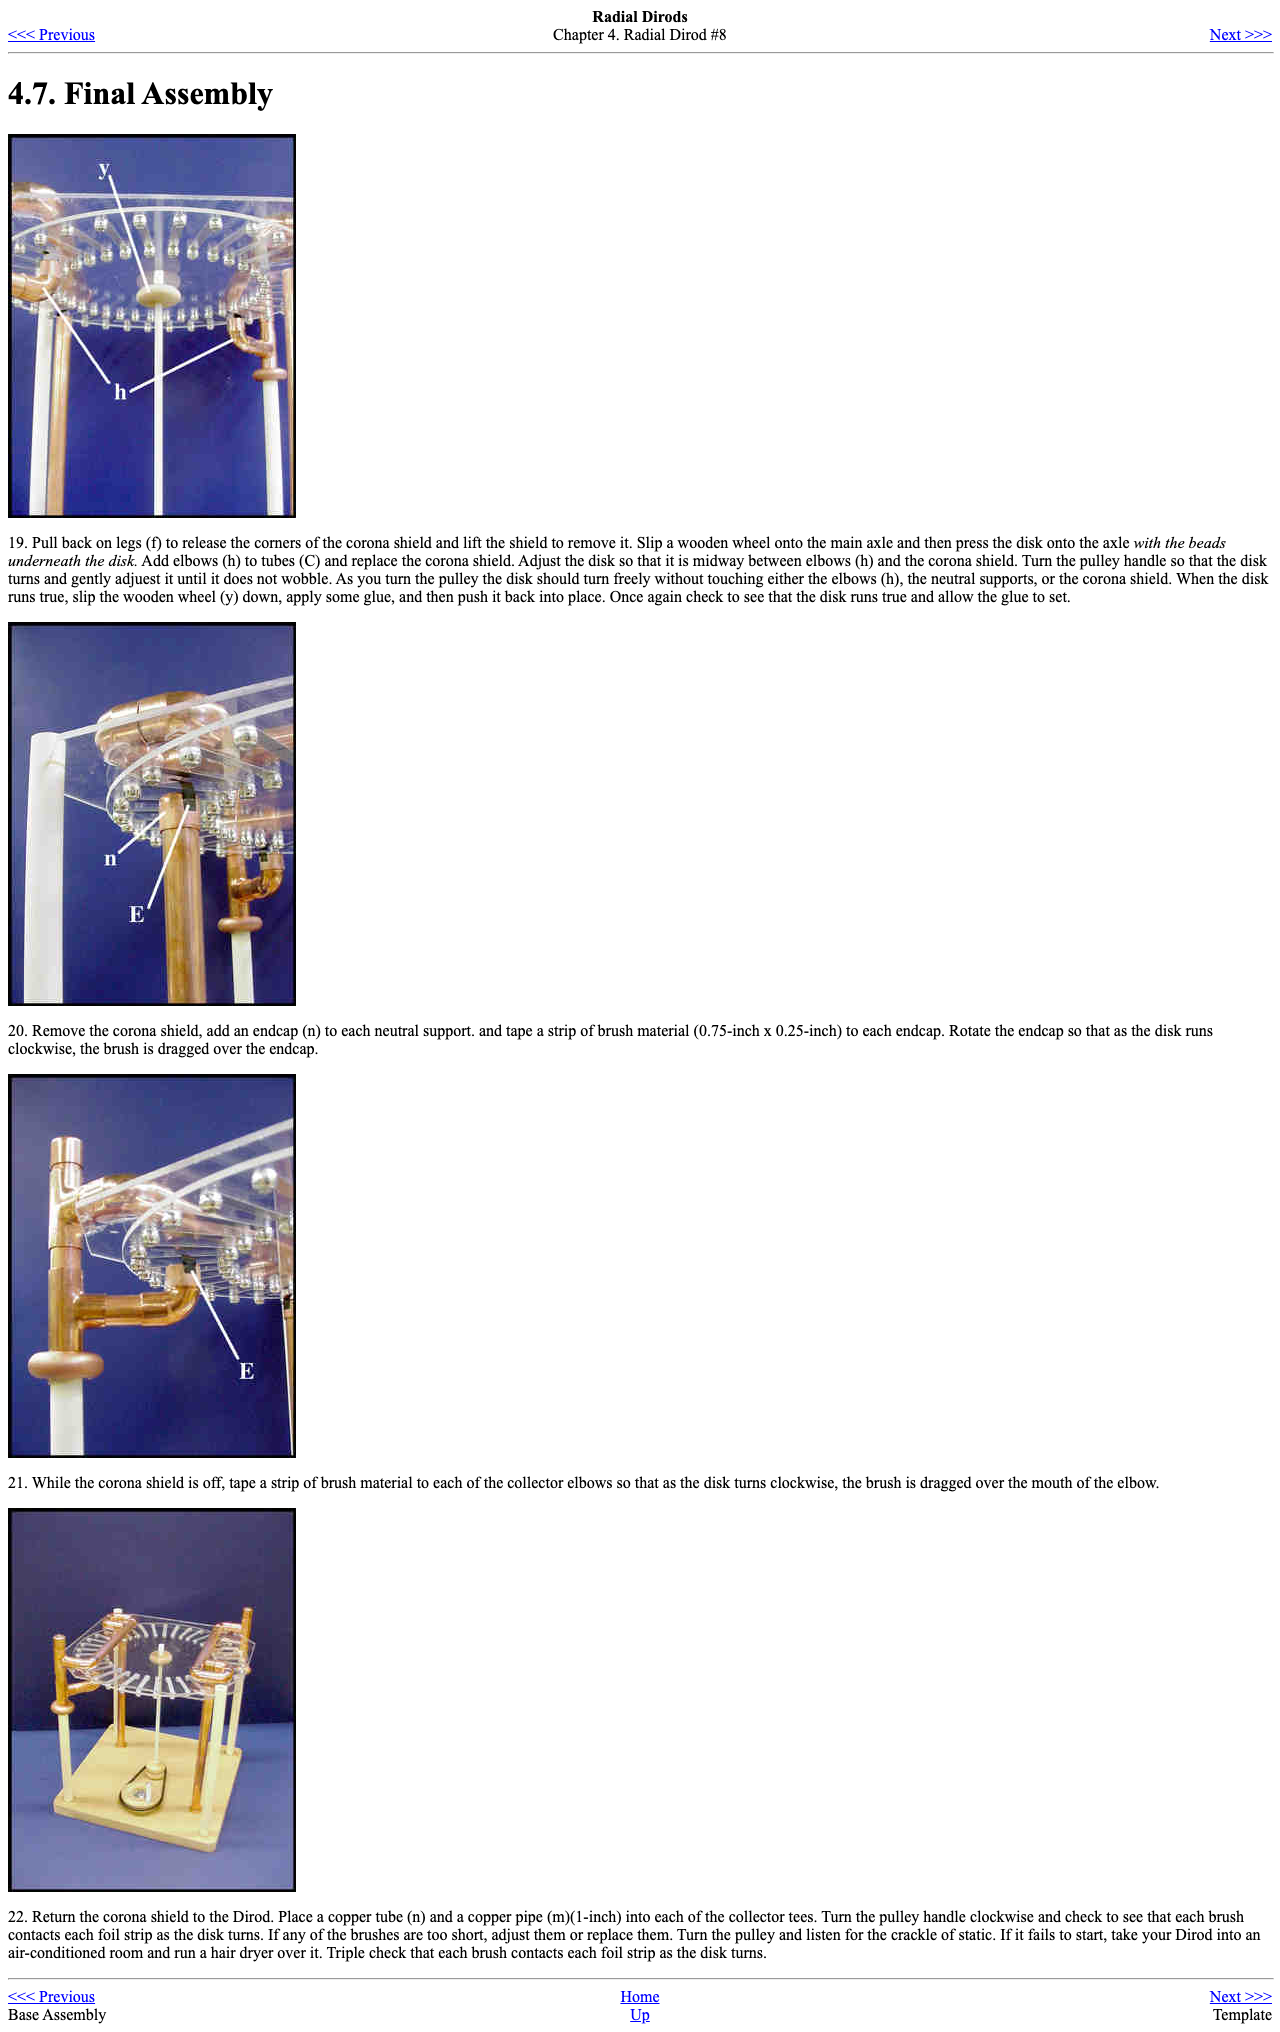 Radial Dirods
<<< Previous
Chapter 4. Radial Dirod #8
Next >>>
4.7. Final Assembly
y
h
19. Pull back on legs (f) to release the corners of the corona shield and lift the shield to remove it. Slip a wooden wheel onto the main axle and then press the disk onto the axle with the beads
underneath the disk. Add elbows (h) to tubes (C) and replace the corona shield. Adjust the disk so that it is midway between elbows (h) and the corona shield. Turn the pulley handle so that the disk
turns and gently adjuest it until it does not wobble. As you turn the pulley the disk should turn freely without touching either the elbows (h), the neutral supports, or the corona shield. When the disk
runs true, slip the wooden wheel (y) down, apply some glue, and then push it back into place. Once again check to see that the disk runs true and allow the glue to set.
n
E
20. Remove the corona shield, add an endcap (n) to each neutral support. and tape a strip of brush material (0.75-inch x 0.25-inch) to each endcap. Rotate the endcap so that as the disk runs
clockwise, the brush is dragged over the endcap.
E
21. While the corona shield is off, tape a strip of brush material to each of the collector elbows so that as the disk turns clockwise, the brush is dragged over the mouth of the elbow.
22. Return the corona shield to the Dirod. Place a copper tube (n) and a copper pipe (m)(1-inch) into each of the collector tees. Turn the pulley handle clockwise and check to see that each brush
contacts each foil strip as the disk turns. If any of the brushes are too short, adjust them or replace them. Turn the pulley and listen for the crackle of static. If it fails to start, take your Dirod into an
air-conditioned room and run a hair dryer over it. Triple check that each brush contacts each foil strip as the disk turns.
<<< Previous
Home
Next >>>
Base Assembly
Up
Template